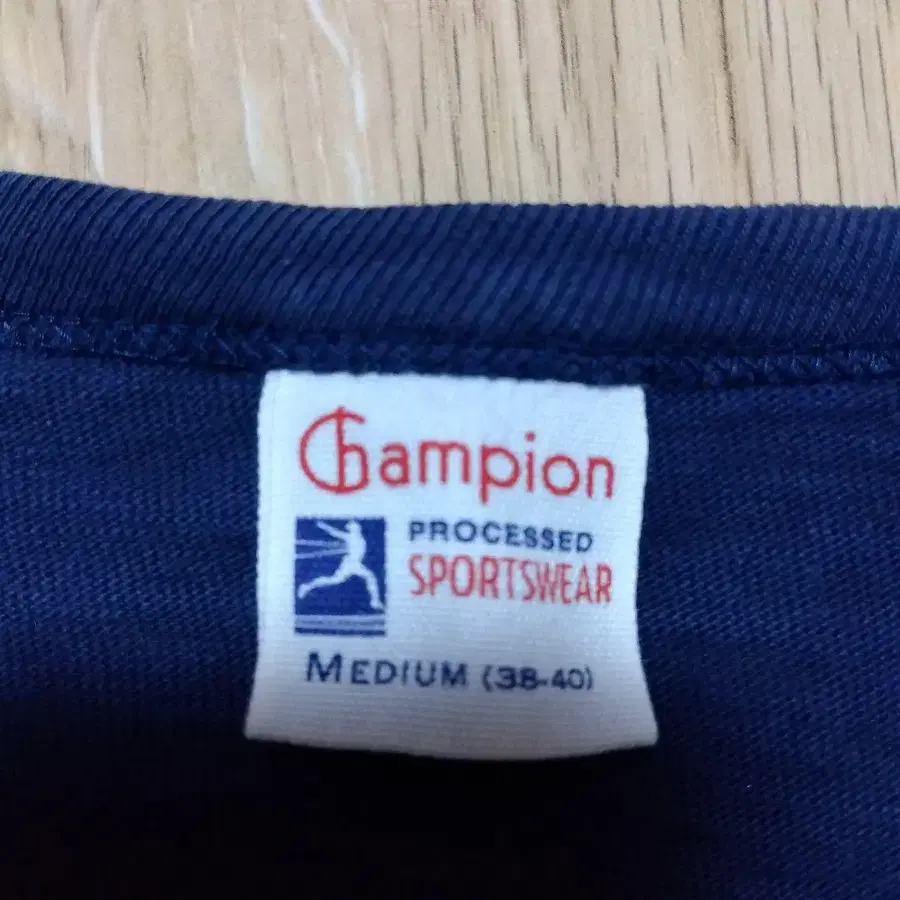 Champion
PROCESSED
SPORTSWEAR
MEDIUM (38-40)